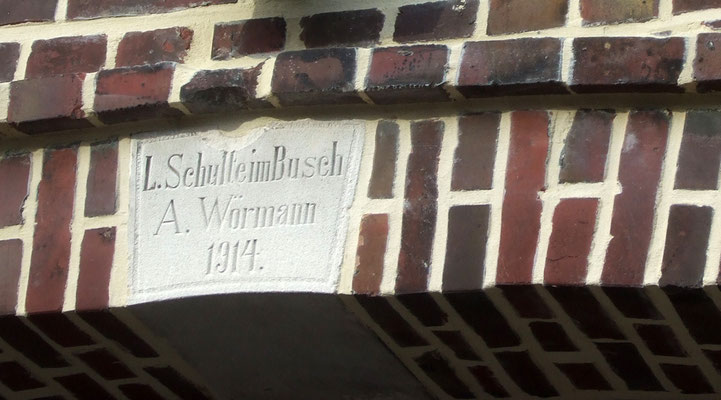 L. Schulte im Busch
A. Wörmann
1914.